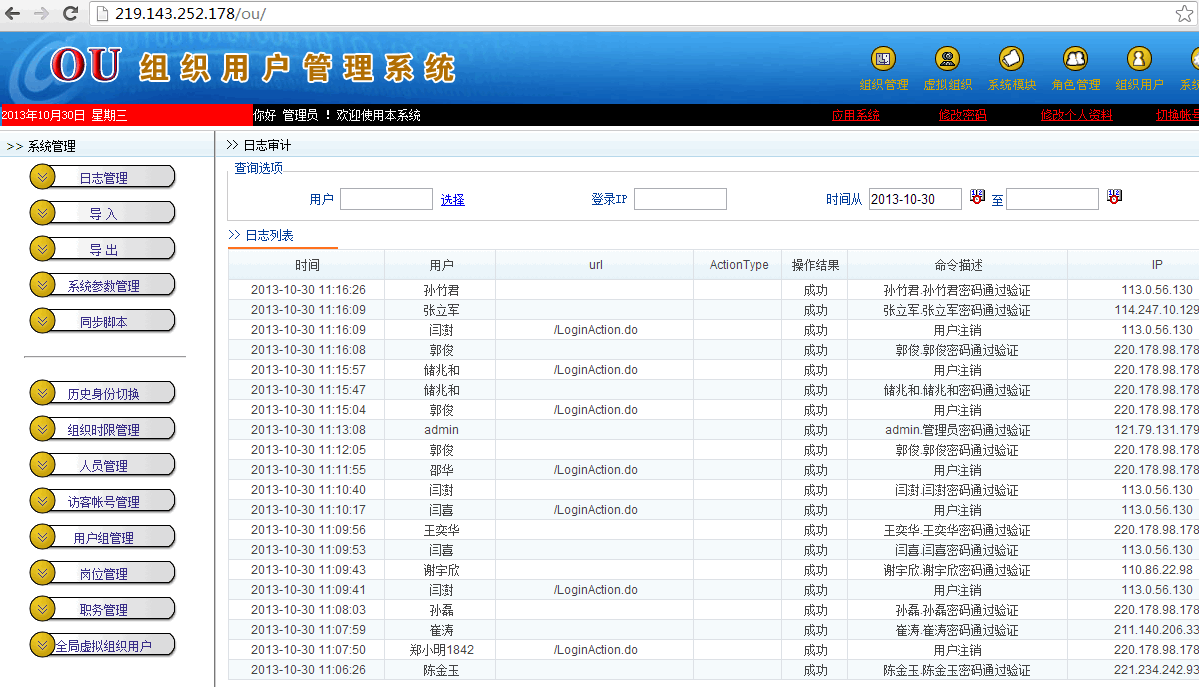 219.143.252.178/ou/
OU 组织用户管理系统
组织管理 虚拟组织 系统模块 角色管理 组织用户 系统
2013年10月30日 星期三 你好 管理员 ！欢迎使用本系统 应用系统 修改密码 修改个人资料 切换帐号
>> 系统管理
日志管理
导 入
导 出
系统参数管理
同步脚本
历史身份切换
组织时限管理
人员管理
访客帐号管理
用户组管理
岗位管理
职务管理
全局虚拟组织用户
>> 日志审计
查询选项
用户 选择 登录IP 时间从 2013-10-30 至
>> 日志列表
时间 用户 url ActionType 操作结果 命令描述 IP
2013-10-30 11:16:26 孙竹君 成功 孙竹君.孙竹君密码通过验证 113.0.56.130
2013-10-30 11:16:09 张立军 成功 张立军.张立军密码通过验证 114.247.10.129
2013-10-30 11:16:09 闫澍 /LoginAction.do 成功 用户注销 113.0.56.130
2013-10-30 11:16:08 郭俊 成功 郭俊.郭俊密码通过验证 220.178.98.178
2013-10-30 11:15:57 储兆和 /LoginAction.do 成功 用户注销 220.178.98.178
2013-10-30 11:15:47 储兆和 成功 储兆和.储兆和密码通过验证 220.178.98.178
2013-10-30 11:15:04 郭俊 /LoginAction.do 成功 用户注销 220.178.98.178
2013-10-30 11:13:08 admin 成功 admin.管理员密码通过验证 121.79.131.179
2013-10-30 11:12:05 郭俊 成功 郭俊.郭俊密码通过验证 220.178.98.178
2013-10-30 11:11:55 邵华 /LoginAction.do 成功 用户注销 220.178.98.178
2013-10-30 11:10:40 闫澍 成功 闫澍.闫澍密码通过验证 113.0.56.130
2013-10-30 11:10:17 闫喜 /LoginAction.do 成功 用户注销 113.0.56.130
2013-10-30 11:09:56 王奕华 成功 王奕华.王奕华密码通过验证 220.178.98.178
2013-10-30 11:09:53 闫喜 成功 闫喜.闫喜密码通过验证 113.0.56.130
2013-10-30 11:09:43 谢宇欣 成功 谢宇欣.谢宇欣密码通过验证 110.86.22.98
2013-10-30 11:09:41 闫澍 /LoginAction.do 成功 用户注销 113.0.56.130
2013-10-30 11:08:03 孙磊 成功 孙磊.孙磊密码通过验证 220.178.98.178
2013-10-30 11:07:59 崔涛 成功 崔涛.崔涛密码通过验证 211.140.206.33
2013-10-30 11:07:50 郑小明1842 /LoginAction.do 成功 用户注销 220.178.98.178
2013-10-30 11:06:26 陈金玉 成功 陈金玉.陈金玉密码通过验证 221.234.242.93